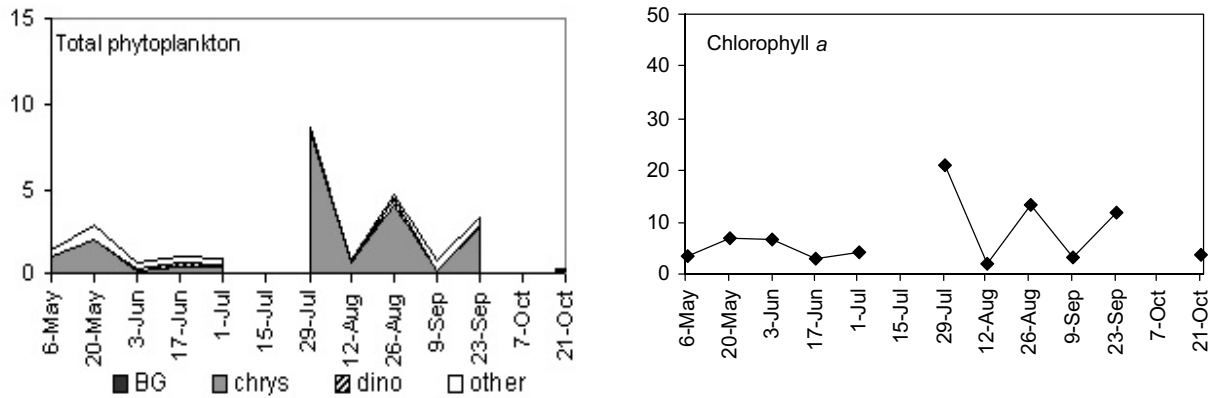 Total phytoplankton
15
10
5
0
6-May
20-May
3-Jun
17-Jun
1-Jul
15-Jul
29-Jul
12-Aug
26-Aug
9-Sep
23-Sep
7-Oct
21-Oct
BG chrys dino other
Chlorophyll a
50
40
30
20
10
0
6-May
20-May
3-Jun
17-Jun
1-Jul
15-Jul
29-Jul
12-Aug
26-Aug
9-Sep
23-Sep
7-Oct
21-Oct